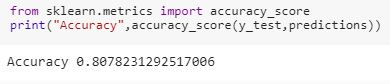 from sklearn.metrics import accuracy_score
print("Accuracy",accuracy_score(y_test,predictions))
Accuracy 0.8078231292517006